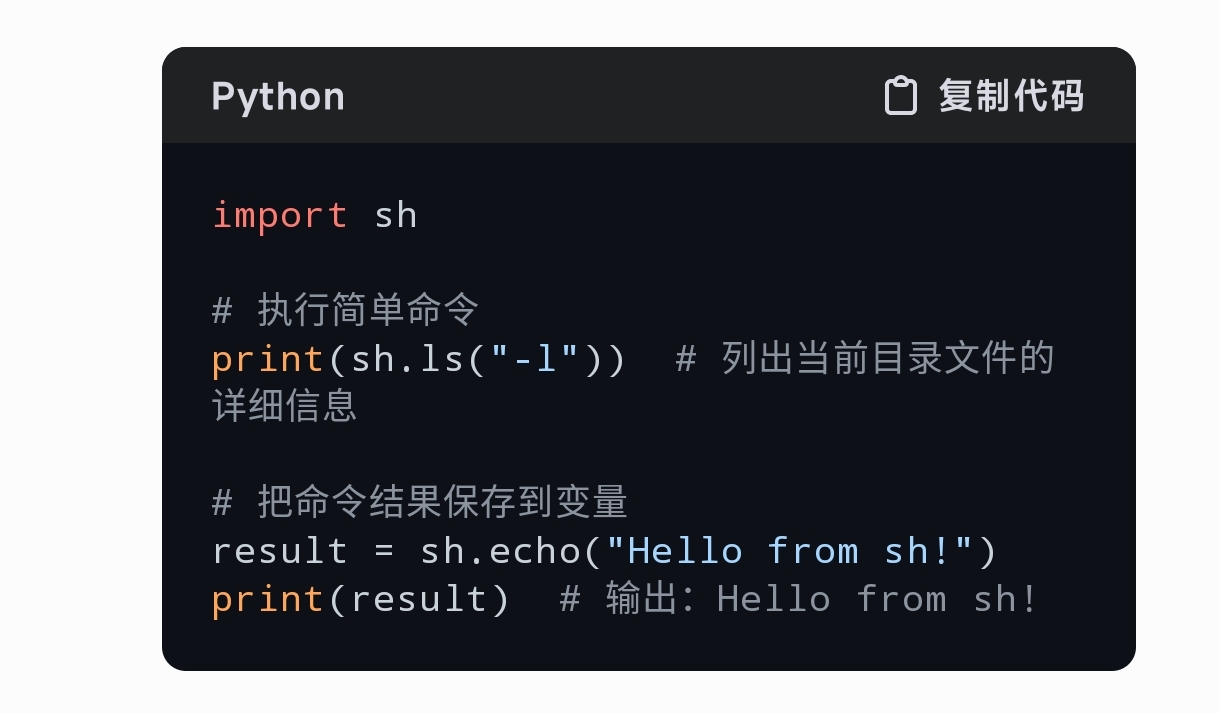 Python
复制代码
import sh
# 执行简单命令
print(sh.ls("-l"))  # 列出当前目录文件的
详细信息
# 把命令结果保存到变量
result = sh.echo("Hello from sh!")
print(result)  # 输出：Hello from sh!